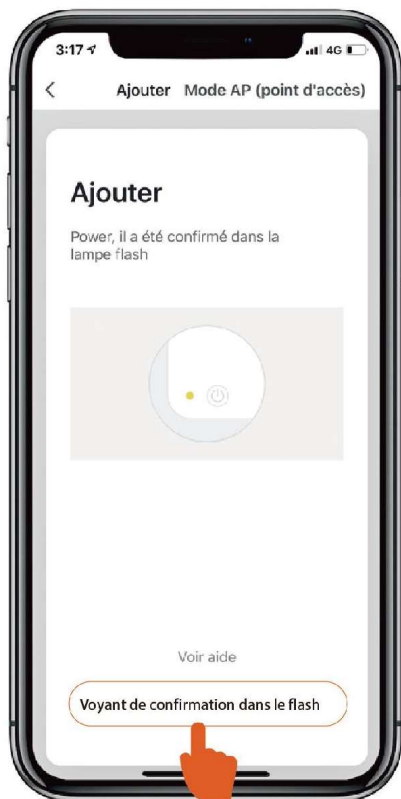 3:17 4G
Ajouter Mode AP (point d'accès)
Ajouter
Power, il a été confirmé dans la
lampe flash
Voir aide
Voyant de confirmation dans le flash